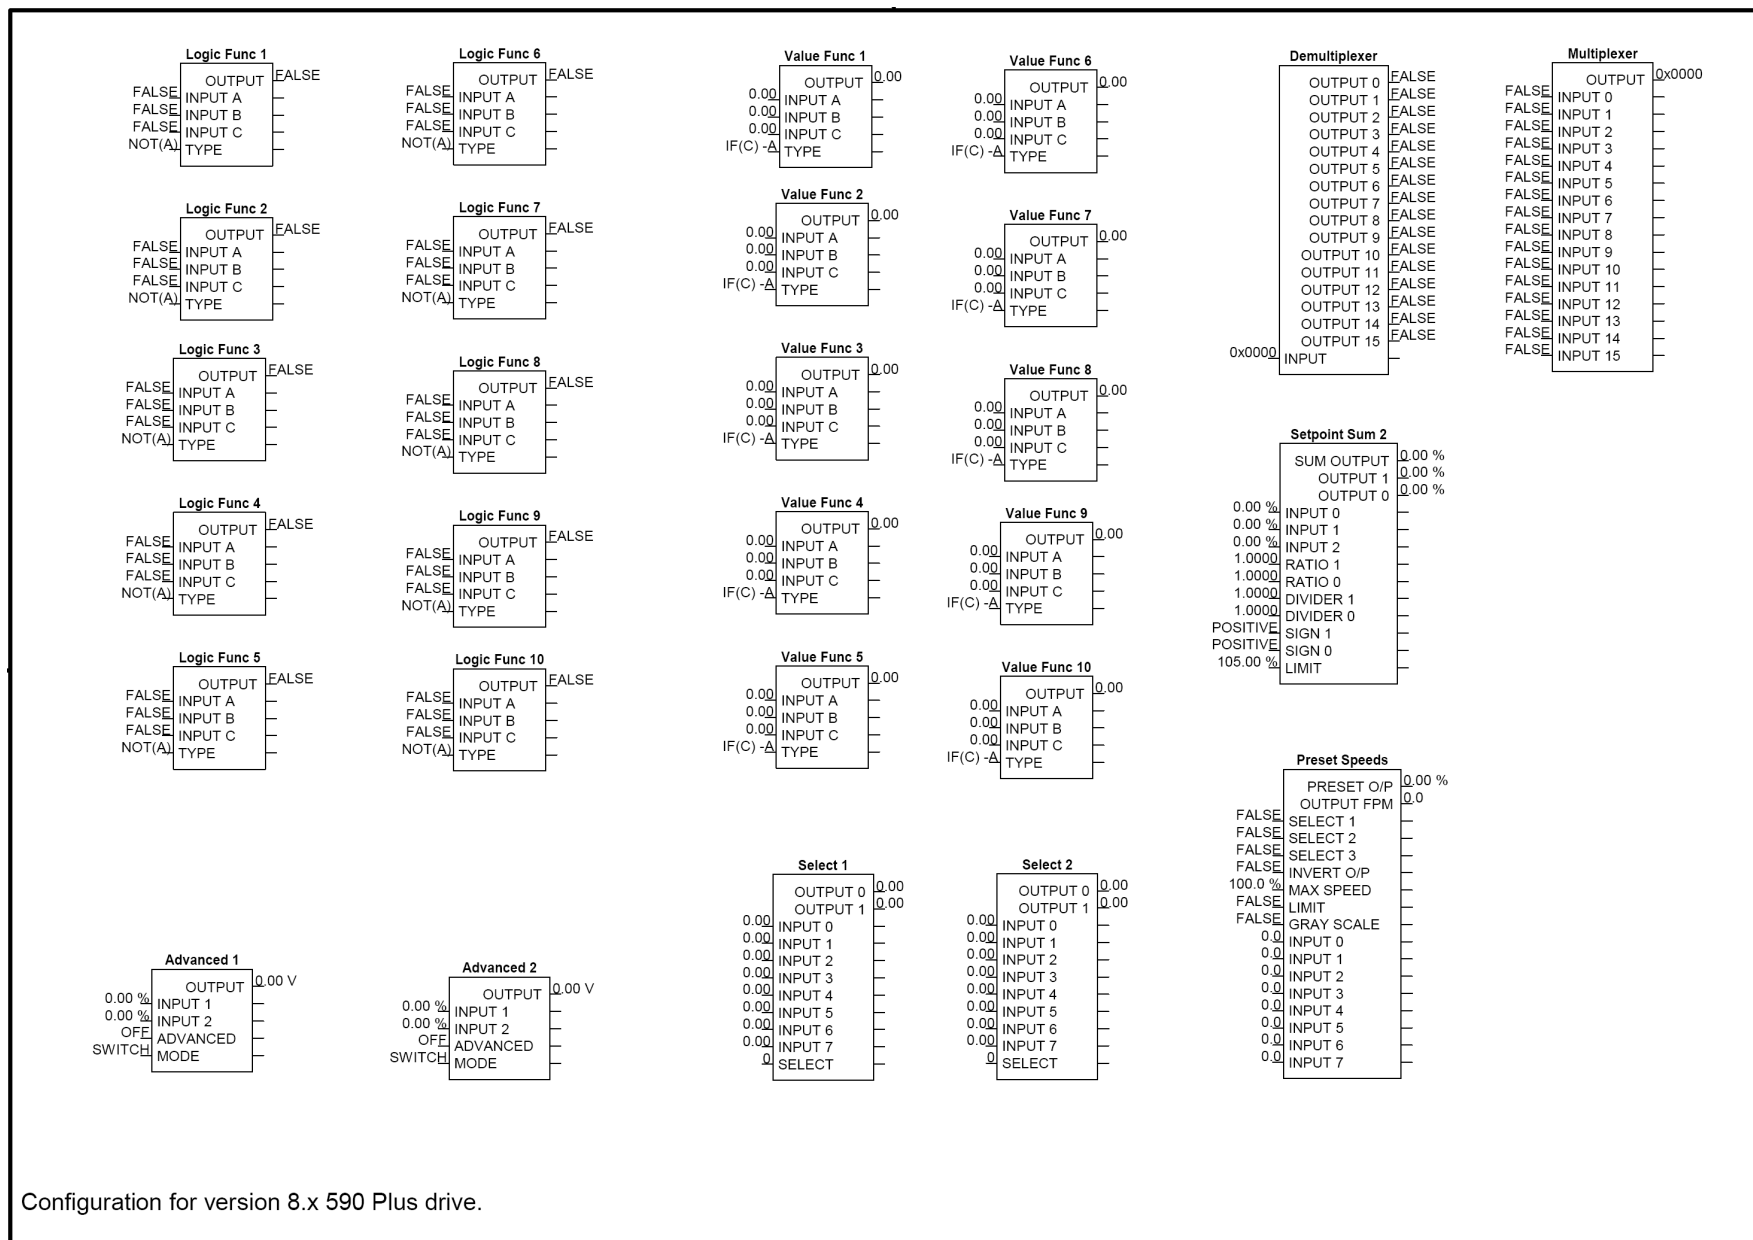 Logic Func 1
OUTPUT FALSE
FALSE INPUT A
FALSE INPUT B
FALSE INPUT C
NOT(A) TYPE
Logic Func 2
OUTPUT FALSE
FALSE INPUT A
FALSE INPUT B
FALSE INPUT C
NOT(A) TYPE
Logic Func 3
OUTPUT FALSE
FALSE INPUT A
FALSE INPUT B
FALSE INPUT C
NOT(A) TYPE
Logic Func 4
OUTPUT FALSE
FALSE INPUT A
FALSE INPUT B
FALSE INPUT C
NOT(A) TYPE
Logic Func 5
OUTPUT FALSE
FALSE INPUT A
FALSE INPUT B
FALSE INPUT C
NOT(A) TYPE
Advanced 1
OUTPUT 0.00 V
0.00 % INPUT 1
0.00 % INPUT 2
OFF ADVANCED
SWITCH MODE
Logic Func 6
OUTPUT FALSE
FALSE INPUT A
FALSE INPUT B
FALSE INPUT C
NOT(A) TYPE
Logic Func 7
OUTPUT FALSE
FALSE INPUT A
FALSE INPUT B
FALSE INPUT C
NOT(A) TYPE
Logic Func 8
OUTPUT FALSE
FALSE INPUT A
FALSE INPUT B
FALSE INPUT C
NOT(A) TYPE
Logic Func 9
OUTPUT FALSE
FALSE INPUT A
FALSE INPUT B
FALSE INPUT C
NOT(A) TYPE
Logic Func 10
OUTPUT FALSE
FALSE INPUT A
FALSE INPUT B
FALSE INPUT C
NOT(A) TYPE
Advanced 2
OUTPUT 0.00 V
0.00 % INPUT 1
0.00 % INPUT 2
OFF ADVANCED
SWITCH MODE
Value Func 1
OUTPUT 0.00
0.00 INPUT A
0.00 INPUT B
0.00 INPUT C
IF(C) -A TYPE
Value Func 2
OUTPUT 0.00
0.00 INPUT A
0.00 INPUT B
0.00 INPUT C
IF(C) -A TYPE
Value Func 3
OUTPUT 0.00
0.00 INPUT A
0.00 INPUT B
0.00 INPUT C
IF(C) -A TYPE
Value Func 4
OUTPUT 0.00
0.00 INPUT A
0.00 INPUT B
0.00 INPUT C
IF(C) -A TYPE
Value Func 5
OUTPUT 0.00
0.00 INPUT A
0.00 INPUT B
0.00 INPUT C
IF(C) -A TYPE
Select 1
OUTPUT 0 0.00
OUTPUT 1 0.00
0.00 INPUT 0
0.00 INPUT 1
0.00 INPUT 2
0.00 INPUT 3
0.00 INPUT 4
0.00 INPUT 5
0.00 INPUT 6
0.00 INPUT 7
0 SELECT
Value Func 6
OUTPUT 0.00
0.00 INPUT A
0.00 INPUT B
0.00 INPUT C
IF(C) -A TYPE
Value Func 7
OUTPUT 0.00
0.00 INPUT A
0.00 INPUT B
0.00 INPUT C
IF(C) -A TYPE
Value Func 8
OUTPUT 0.00
0.00 INPUT A
0.00 INPUT B
0.00 INPUT C
IF(C) -A TYPE
Value Func 9
OUTPUT 0.00
0.00 INPUT A
0.00 INPUT B
0.00 INPUT C
IF(C) -A TYPE
Value Func 10
OUTPUT 0.00
0.00 INPUT A
0.00 INPUT B
0.00 INPUT C
IF(C) -A TYPE
Select 2
OUTPUT 0 0.00
OUTPUT 1 0.00
0.00 INPUT 0
0.00 INPUT 1
0.00 INPUT 2
0.00 INPUT 3
0.00 INPUT 4
0.00 INPUT 5
0.00 INPUT 6
0.00 INPUT 7
0 SELECT
Demultiplexer
OUTPUT 0 FALSE
OUTPUT 1 FALSE
OUTPUT 2 FALSE
OUTPUT 3 FALSE
OUTPUT 4 FALSE
OUTPUT 5 FALSE
OUTPUT 6 FALSE
OUTPUT 7 FALSE
OUTPUT 8 FALSE
OUTPUT 9 FALSE
OUTPUT 10 FALSE
OUTPUT 11 FALSE
OUTPUT 12 FALSE
OUTPUT 13 FALSE
OUTPUT 14 FALSE
OUTPUT 15 FALSE
0x0000 INPUT
Setpoint Sum 2
SUM OUTPUT 0.00 %
OUTPUT 1 0.00 %
OUTPUT 0 0.00 %
0.00 % INPUT 0
0.00 % INPUT 1
0.00 % INPUT 2
1.0000 RATIO 1
1.0000 RATIO 0
1.0000 DIVIDER 1
1.0000 DIVIDER 0
POSITIVE SIGN 1
POSITIVE SIGN 0
105.00 % LIMIT
Preset Speeds
PRESET O/P 0.00 %
OUTPUT FPM 0.0
FALSE SELECT 1
FALSE SELECT 2
FALSE SELECT 3
FALSE INVERT O/P
100.0 % MAX SPEED
FALSE LIMIT
FALSE GRAY SCALE
0.0 INPUT 0
0.0 INPUT 1
0.0 INPUT 2
0.0 INPUT 3
0.0 INPUT 4
0.0 INPUT 5
0.0 INPUT 6
0.0 INPUT 7
Multiplexer
OUTPUT 0x0000
FALSE INPUT 0
FALSE INPUT 1
FALSE INPUT 2
FALSE INPUT 3
FALSE INPUT 4
FALSE INPUT 5
FALSE INPUT 6
FALSE INPUT 7
FALSE INPUT 8
FALSE INPUT 9
FALSE INPUT 10
FALSE INPUT 11
FALSE INPUT 12
FALSE INPUT 13
FALSE INPUT 14
FALSE INPUT 15
Configuration for version 8.x 590 Plus drive.